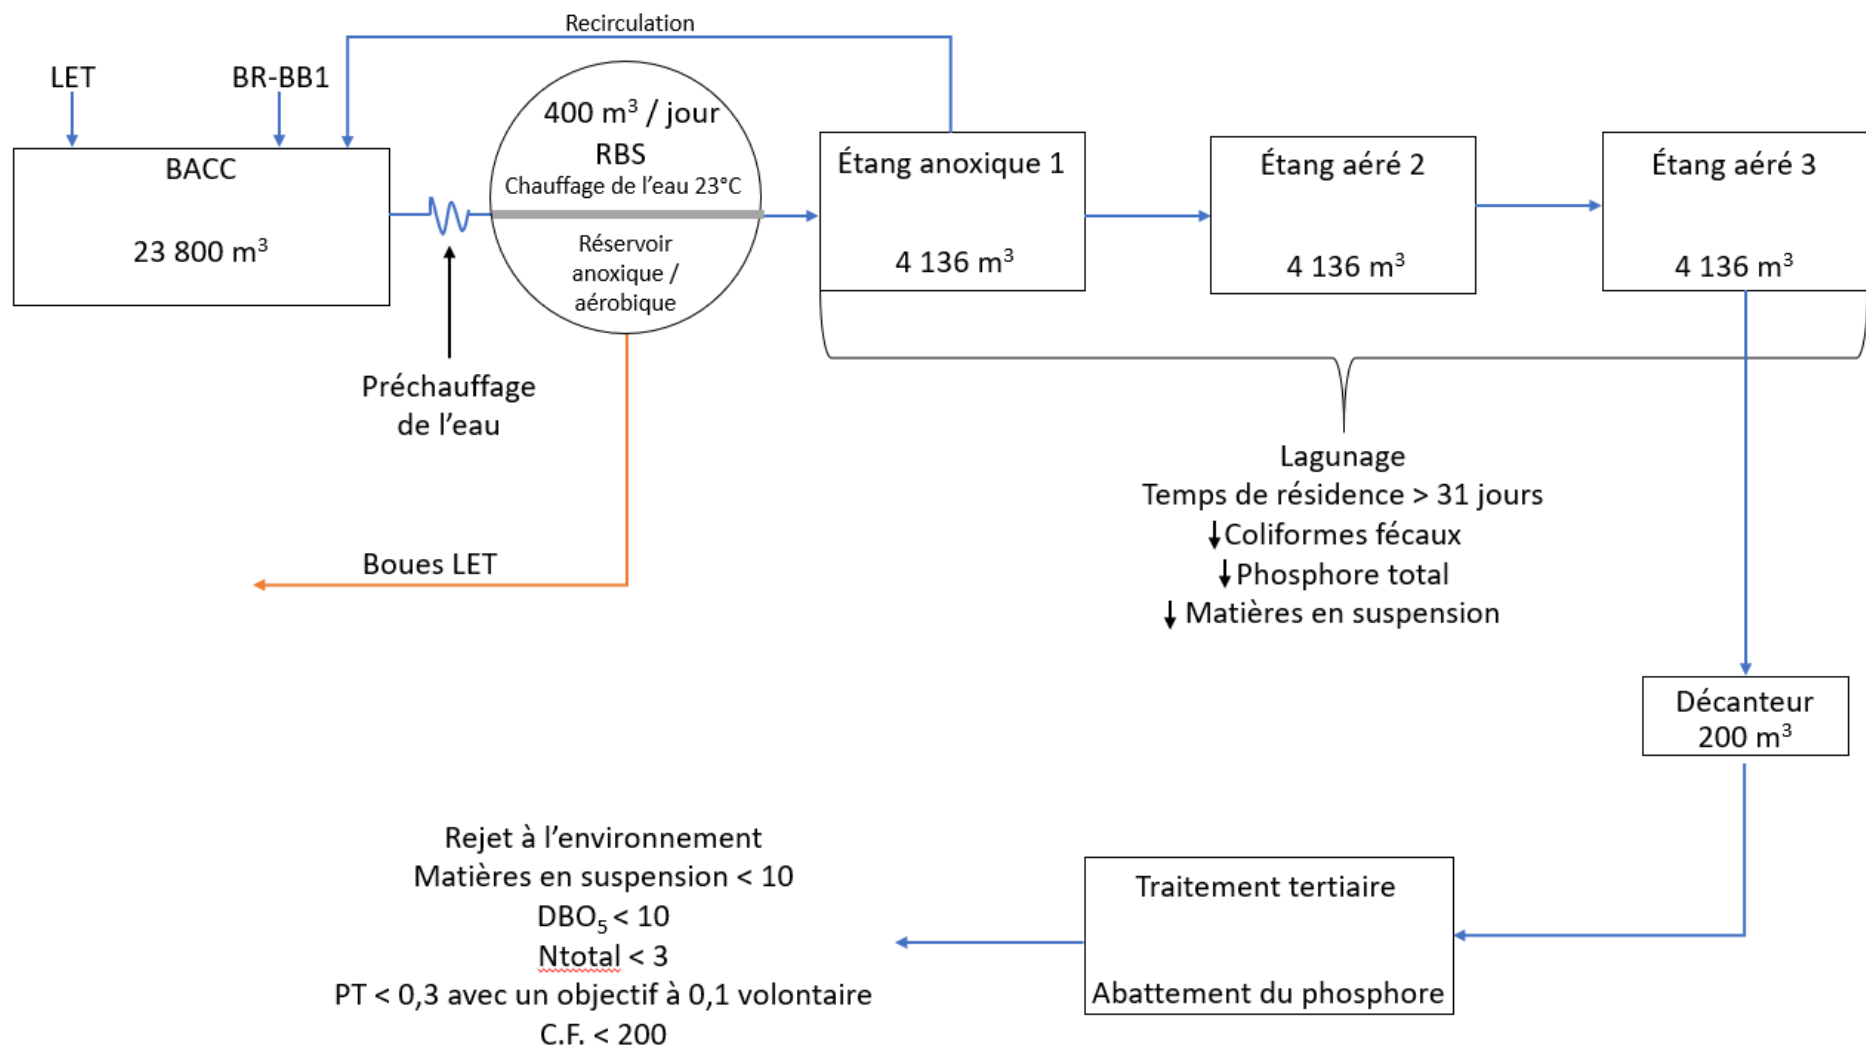 Recirculation
LET
BR-BB1
BACC
23 800 m³
400 m³ / jour
RBS
Chauffage de l'eau 23°C
Réservoir
anoxique /
aérobique
Étang anoxique 1
4 136 m³
Étang aéré 2
4 136 m³
Étang aéré 3
4 136 m³
Préchauffage
de l'eau
Boues LET
Lagunage
Temps de résidence > 31 jours
↓Coliformes fécaux
↓Phosphore total
↓ Matières en suspension
Décanteur
200 m³
Traitement tertiaire
Abattement du phosphore
Rejet à l'environnement
Matières en suspension < 10
DBO₅ < 10
Ntotal < 3
PT < 0,3 avec un objectif à 0,1 volontaire
C.F. < 200